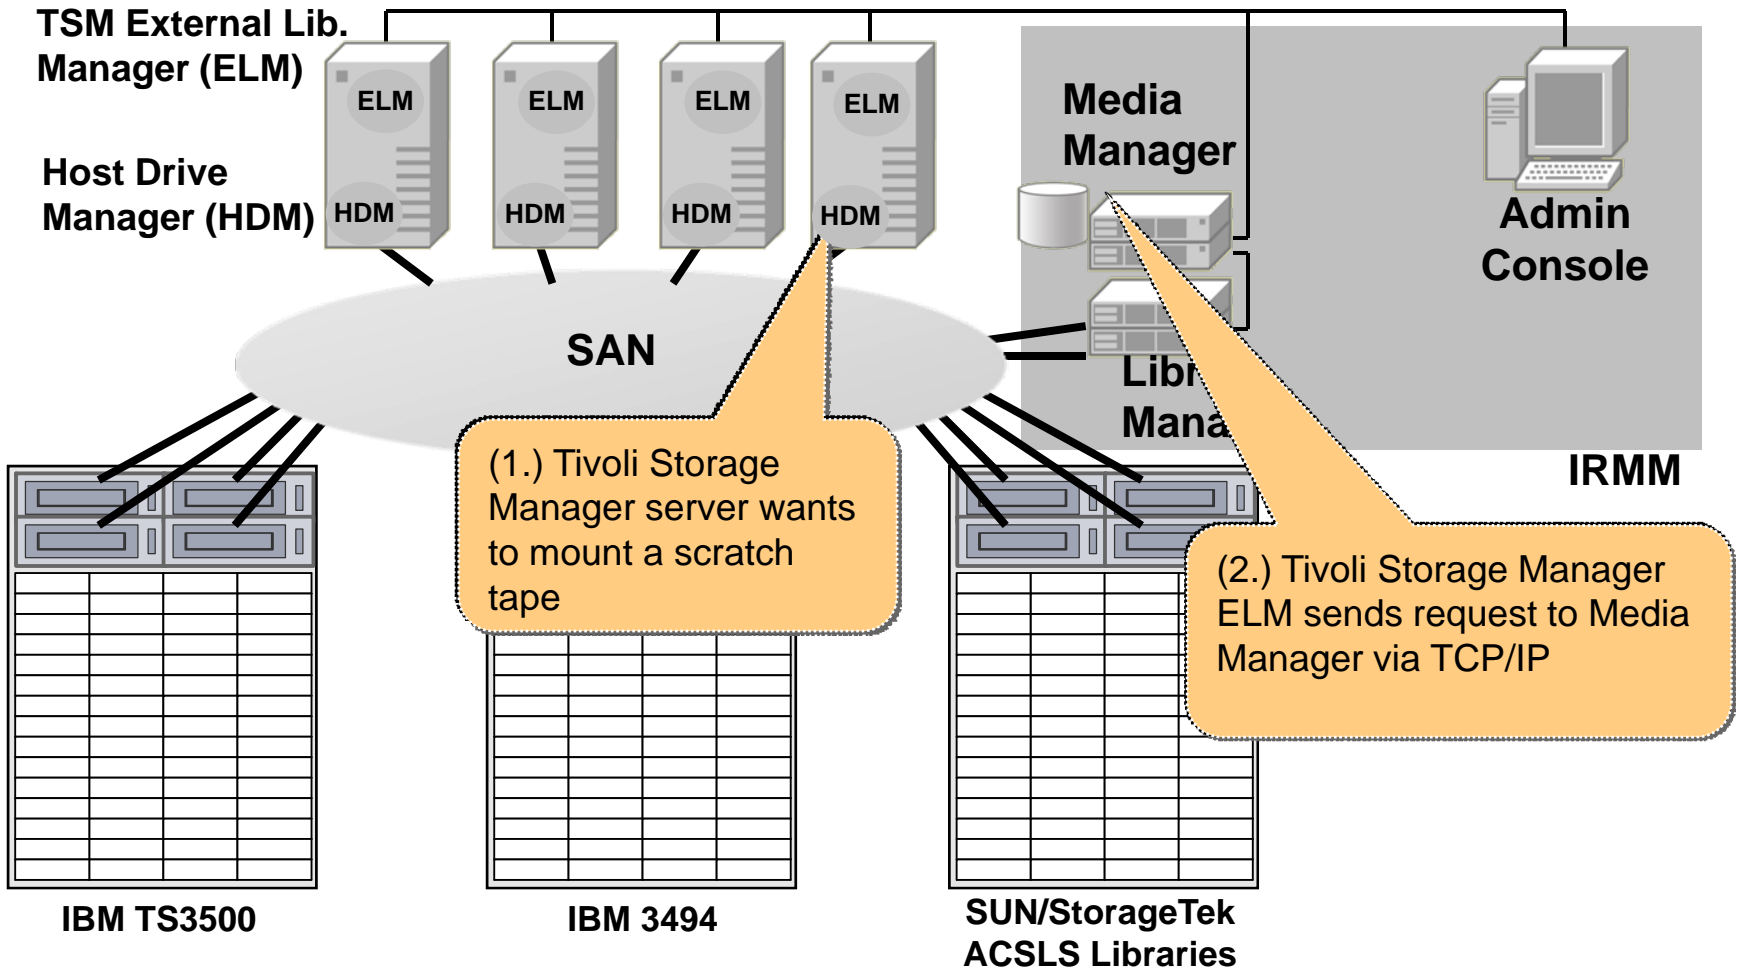 TSM External Lib.
Manager (ELM)
ELM
ELM
ELM
ELM
Host Drive
Manager (HDM)
HDM
HDM
HDM
HDM
Media
Manager
Admin
Console
SAN
Libr
Mana
IRMM
(1.) Tivoli Storage
Manager server wants
to mount a scratch
tape
(2.) Tivoli Storage Manager
ELM sends request to Media
Manager via TCP/IP
IBM TS3500
IBM 3494
SUN/StorageTek
ACSLS Libraries